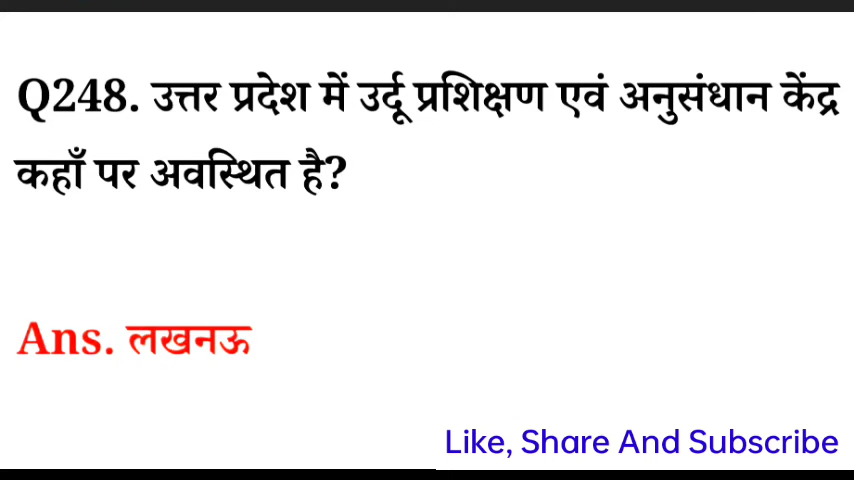 Q248. उत्तर प्रदेश में उर्दू प्रशिक्षण एवं अनुसंधान केंद्र
कहाँ पर अवस्थित है?
Ans. लखनऊ
Like, Share And Subscribe